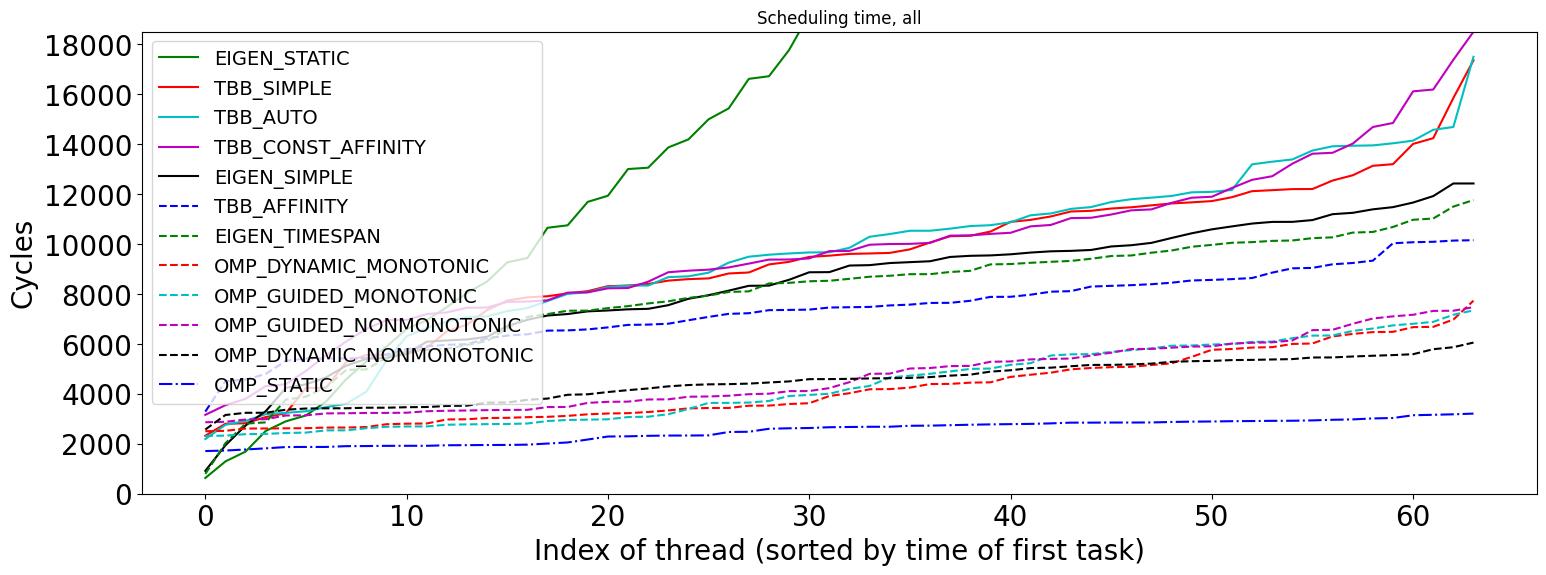 Scheduling time, all
18000
16000
14000
12000
10000
8000
6000
4000
2000
0
Cycles
EIGEN_STATIC
TBB_SIMPLE
TBB_AUTO
TBB_CONST_AFFINITY
EIGEN_SIMPLE
TBB_AFFINITY
EIGEN_TIMESPAN
OMP_DYNAMIC_MONOTONIC
OMP_GUIDED_MONOTONIC
OMP_GUIDED_NONMONOTONIC
OMP_DYNAMIC_NONMONOTONIC
OMP_STATIC
0 10 20 30 40 50 60
Index of thread (sorted by time of first task)